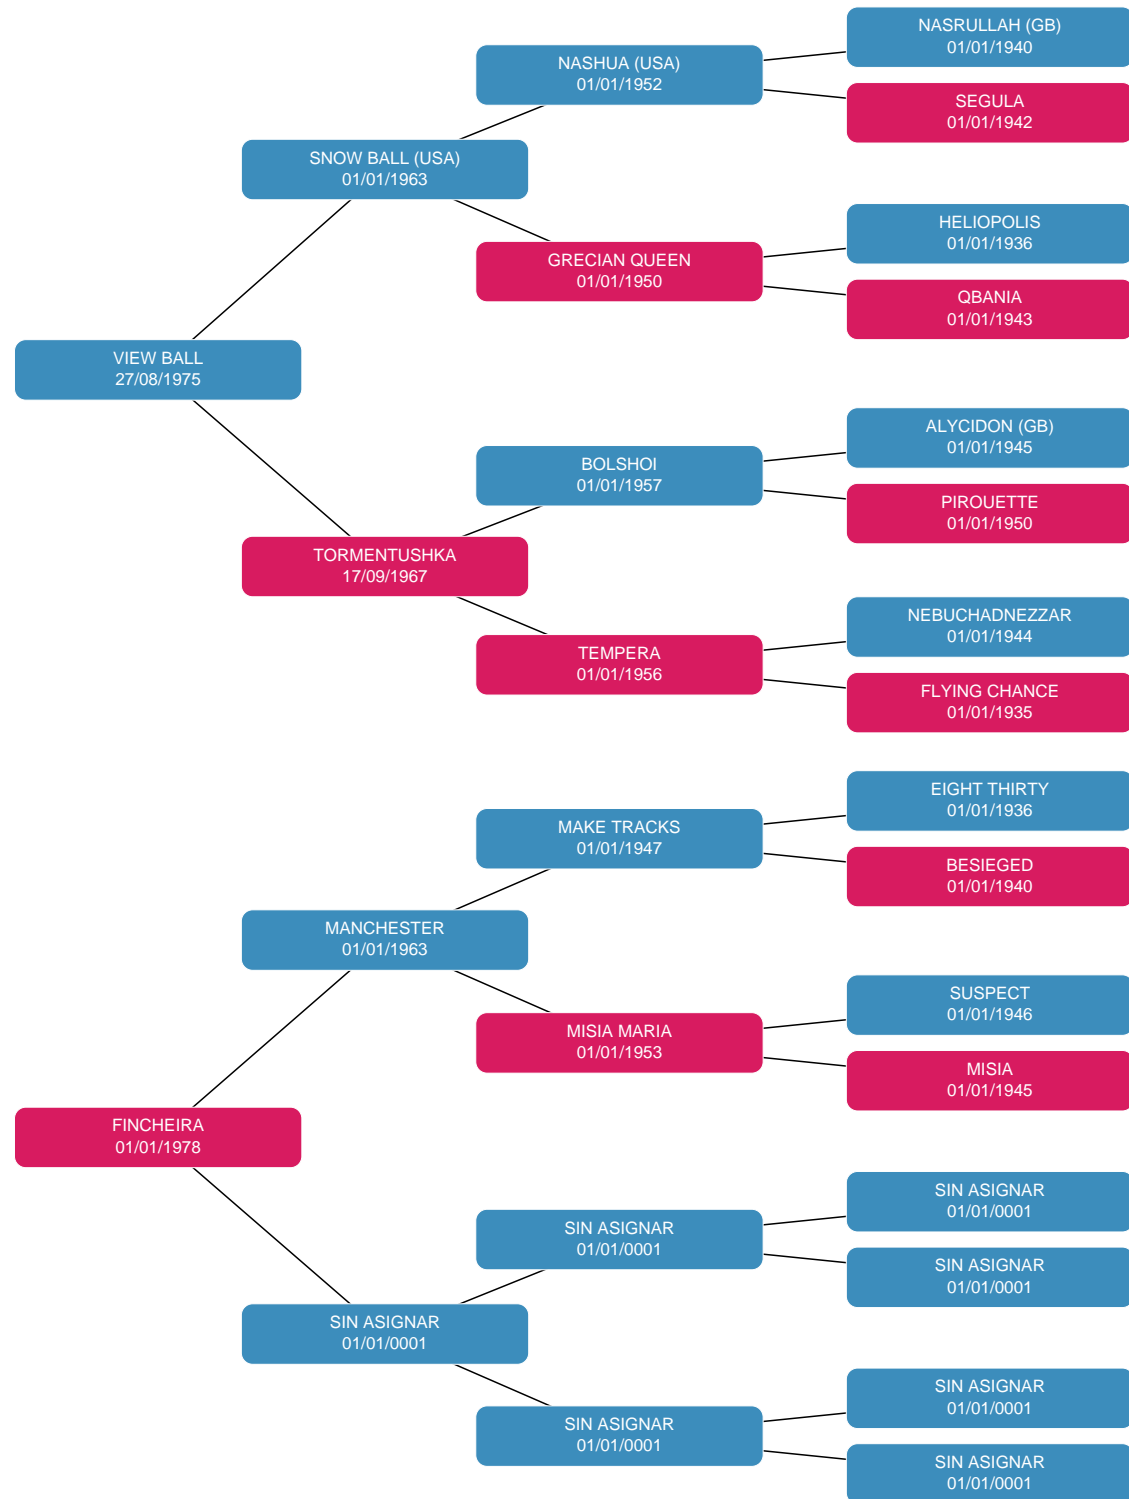 NASRULLAH (GB)
01/01/1940
NASHUA (USA)
01/01/1952
SEGULA
01/01/1942
SNOW BALL (USA)
01/01/1963
HELIOPOLIS
01/01/1936
GRECIAN QUEEN
01/01/1950
QBANIA
01/01/1943
VIEW BALL
27/08/1975
ALYCIDON (GB)
01/01/1945
BOLSHOI
01/01/1957
PIROUETTE
01/01/1950
TORMENTUSHKA
17/09/1967
NEBUCHADNEZZAR
01/01/1944
TEMPERA
01/01/1956
FLYING CHANCE
01/01/1935
EIGHT THIRTY
01/01/1936
MAKE TRACKS
01/01/1947
BESIEGED
01/01/1940
MANCHESTER
01/01/1963
SUSPECT
01/01/1946
MISIA MARIA
01/01/1953
MISIA
01/01/1945
FINCHEIRA
01/01/1978
SIN ASIGNAR
01/01/0001
SIN ASIGNAR
01/01/0001
SIN ASIGNAR
01/01/0001
SIN ASIGNAR
01/01/0001
SIN ASIGNAR
01/01/0001
SIN ASIGNAR
01/01/0001
SIN ASIGNAR
01/01/0001